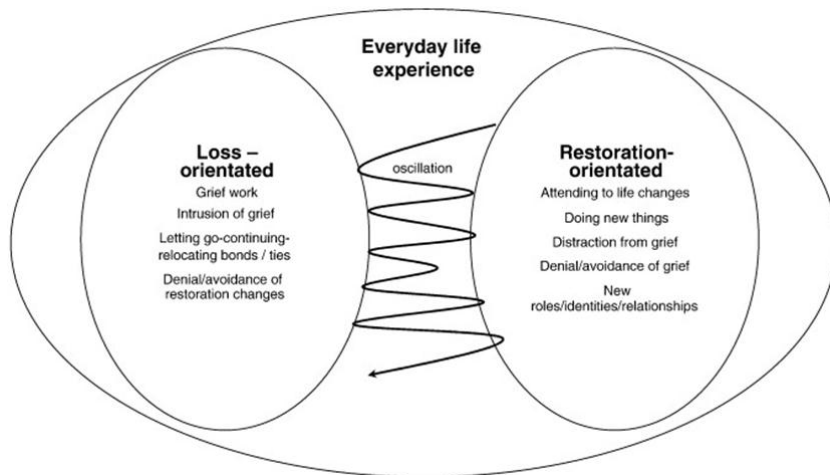 Everyday life
experience
Loss –
orientated
Grief work
Intrusion of grief
Letting go-continuing-
relocating bonds / ties
Denial/avoidance of
restoration changes
oscillation
Restoration-
orientated
Attending to life changes
Doing new things
Distraction from grief
Denial/avoidance of grief
New
roles/identities/relationships